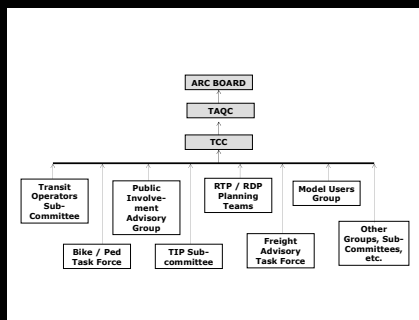 ARC BOARD
TAQC
TCC
Transit
Operators
Sub-
Committee
Public
Involve-
ment
Advisory
Group
RTP / RDP
Planning
Teams
Model Users
Group
Bike / Ped
Task Force
TIP Sub-
committee
Freight
Advisory
Task Force
Other
Groups, Sub-
Committees,
etc.